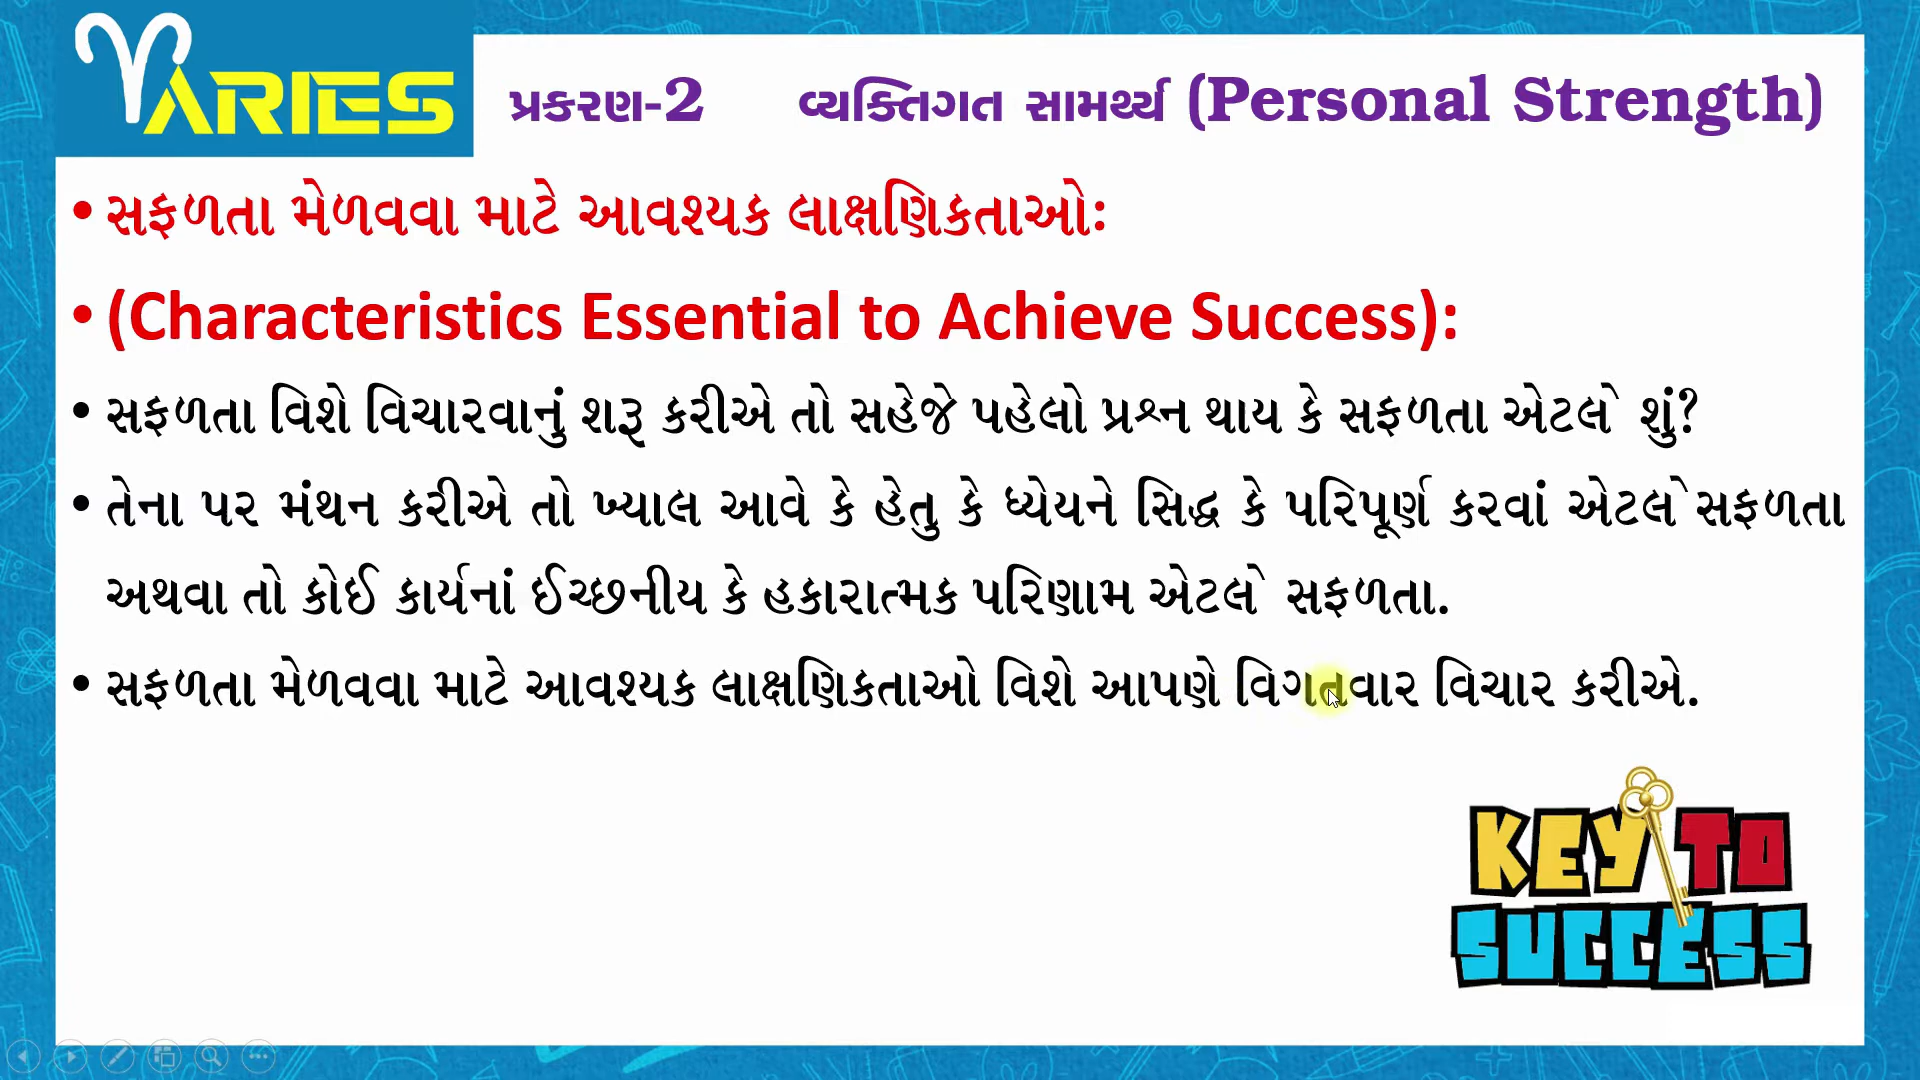 ARIES
પ્રકરણ-2 વ્યક્તિગત સામર્થ્ય (Personal Strength)
• સફળતા મેળવવા માટે આવશ્યક લાક્ષણિકતાઓઃ
• (Characteristics Essential to Achieve Success):
• સફળતા વિશે વિચારવાનું શરૂ કરીએ તો સહેજે પહેલો પ્રશ્ન થાય કે સફળતા એટલે શું?
• તેના પર મંથન કરીએ તો ખ્યાલ આવે કે હેતુ કે ધ્યેયને સિદ્ધ કે પરિપૂર્ણ કરવાં એટલે સફળતા
અથવા તો કોઈ કાર્યનાં ઈચ્છનીય કે હકારાત્મક પરિણામ એટલે સફળતા.
• સફળતા મેળવવા માટે આવશ્યક લાક્ષણિકતાઓ વિશે આપણે વિગતવાર વિચાર કરીએ.
KEY TO
SUCCESS